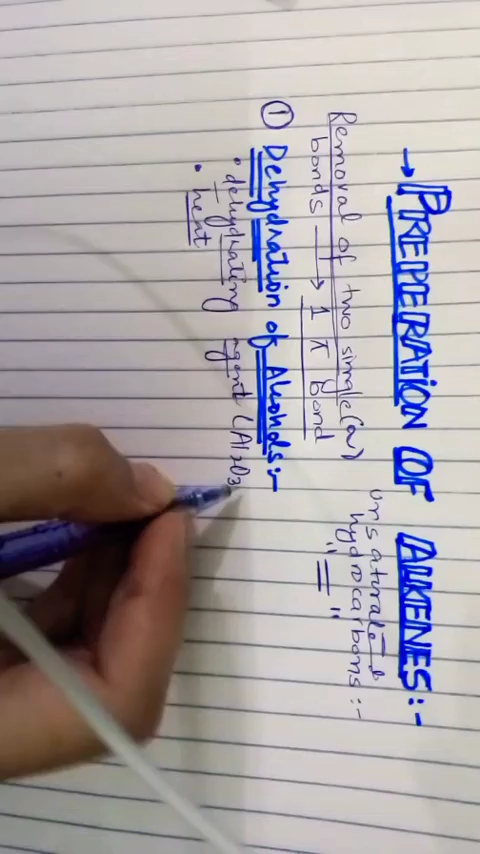 → PREPERATION OF ALKENES:-
unsaturated
hydrocarbons:-
"="
Removal of two single(σ)
bonds → 1 π bond
① Dehydration of Alcohols:-
• dehydrating agent (Al2O3
• heat